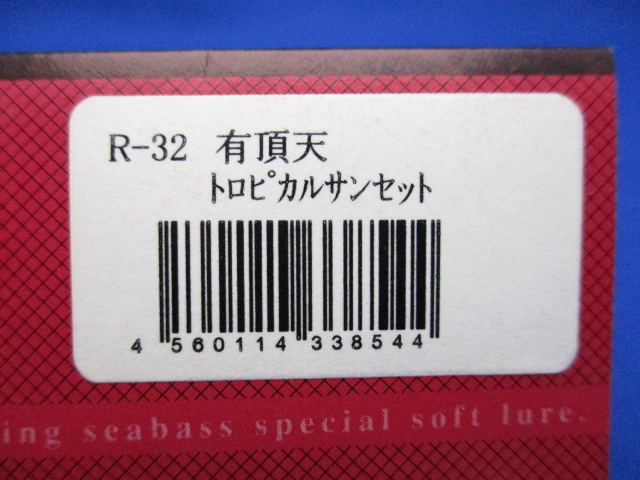 R-32 有頂天
トロピカルサンセット
4 560114 338544
ing seabass special soft lure.